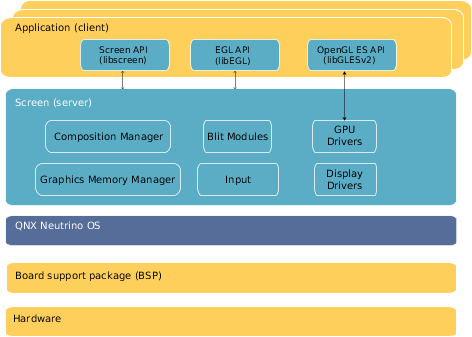 Application (client)
Screen API
(libscreen)
EGL API
(libEGL)
OpenGL ES API
(libGLESv2)
Screen (server)
Composition Manager
Blit Modules
GPU
Drivers
Graphics Memory Manager
Input
Display
Drivers
QNX Neutrino OS
Board support package (BSP)
Hardware